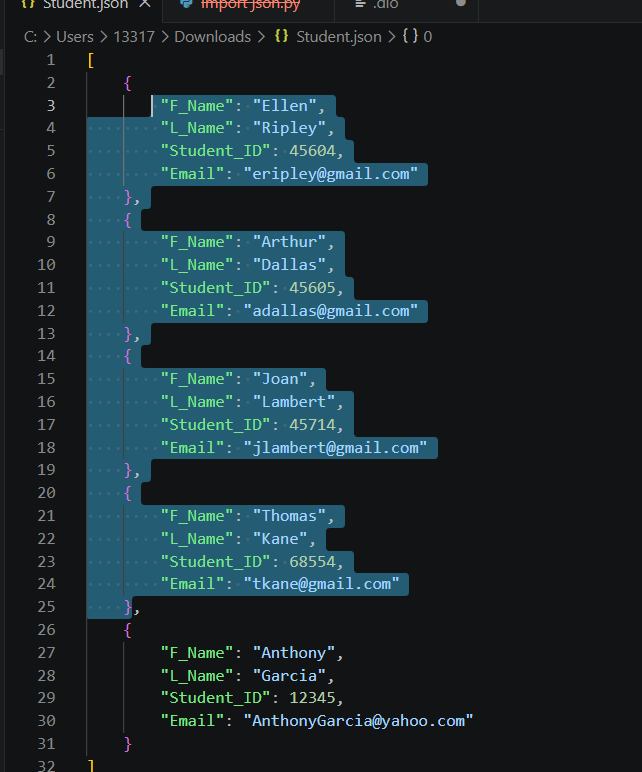 {} Student.json ×
import json.py
.dio
C: > Users > 13317 > Downloads > {} Student.json > {} 0
1 [
2 {
3 "F_Name": "Ellen",
4 "L_Name": "Ripley",
5 "Student_ID": 45604,
6 "Email": "eripley@gmail.com"
7 },
8 {
9 "F_Name": "Arthur",
10 "L_Name": "Dallas",
11 "Student_ID": 45605,
12 "Email": "adallas@gmail.com"
13 },
14 {
15 "F_Name": "Joan",
16 "L_Name": "Lambert",
17 "Student_ID": 45714,
18 "Email": "jlambert@gmail.com"
19 },
20 {
21 "F_Name": "Thomas",
22 "L_Name": "Kane",
23 "Student_ID": 68554,
24 "Email": "tkane@gmail.com"
25 },
26 {
27 "F_Name": "Anthony",
28 "L_Name": "Garcia",
29 "Student_ID": 12345,
30 "Email": "AnthonyGarcia@yahoo.com"
31 }
32 ]